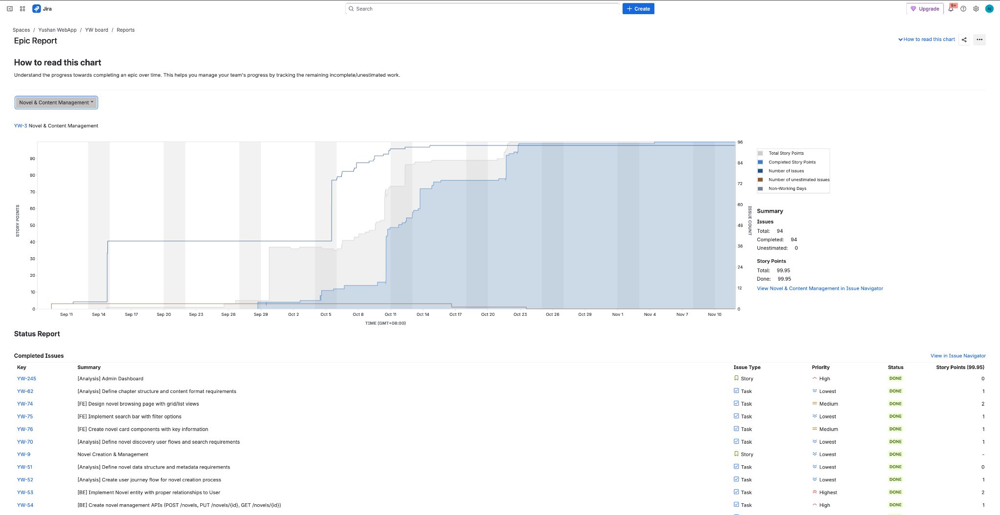 Jira
Search
Create
Upgrade
9+
AJ
Spaces / Yushan WebApp / YW board / Reports
Epic Report
How to read this chart
How to read this chart
Understand the progress towards completing an epic over time. This helps you manage your team's progress by tracking the remaining incomplete/unestimated work.
Novel & Content Management
YW-3 Novel & Content Management
STORY POINTS
90
80
70
60
50
40
30
20
10
0
96
84
72
60
48
36
24
12
0
ISSUE COUNT
Sep 11 Sep 14 Sep 17 Sep 20 Sep 23 Sep 26 Sep 29 Oct 2 Oct 5 Oct 8 Oct 11 Oct 14 Oct 17 Oct 20 Oct 23 Oct 26 Oct 29 Nov 1 Nov 4 Nov 7 Nov 10
TIME (GMT+08:00)
Total Story Points
Completed Story Points
Number of issues
Number of unestimated issues
Non-Working Days
Summary
Issues
Total: 94
Completed: 94
Unestimated: 0
Story Points
Total: 99.95
Done: 99.95
View Novel & Content Management in Issue Navigator
Status Report
Completed Issues View in Issue Navigator
Key Summary Issue Type Priority Status Story Points (99.95)
YW-245 [Analysis] Admin Dashboard Story High DONE 0
YW-62 [Analysis] Define chapter structure and content format requirements Task Lowest DONE 1
YW-74 [FE] Design novel browsing page with grid/list views Task Medium DONE 2
YW-75 [FE] Implement search bar with filter options Task Lowest DONE 1
YW-76 [FE] Create novel card components with key information Task Medium DONE 1
YW-70 [Analysis] Define novel discovery user flows and search requirements Task Lowest DONE 1
YW-9 Novel Creation & Management Story Lowest DONE -
YW-51 [Analysis] Define novel data structure and metadata requirements Task Lowest DONE 0
YW-52 [Analysis] Create user journey flow for novel creation process Task Lowest DONE 1
YW-53 [BE] Implement Novel entity with proper relationships to User Task Highest DONE 2
YW-54 [BE] Create novel management APIs (POST /novels, PUT /novels/{id}, GET /novels/{id}) Task High DONE 1